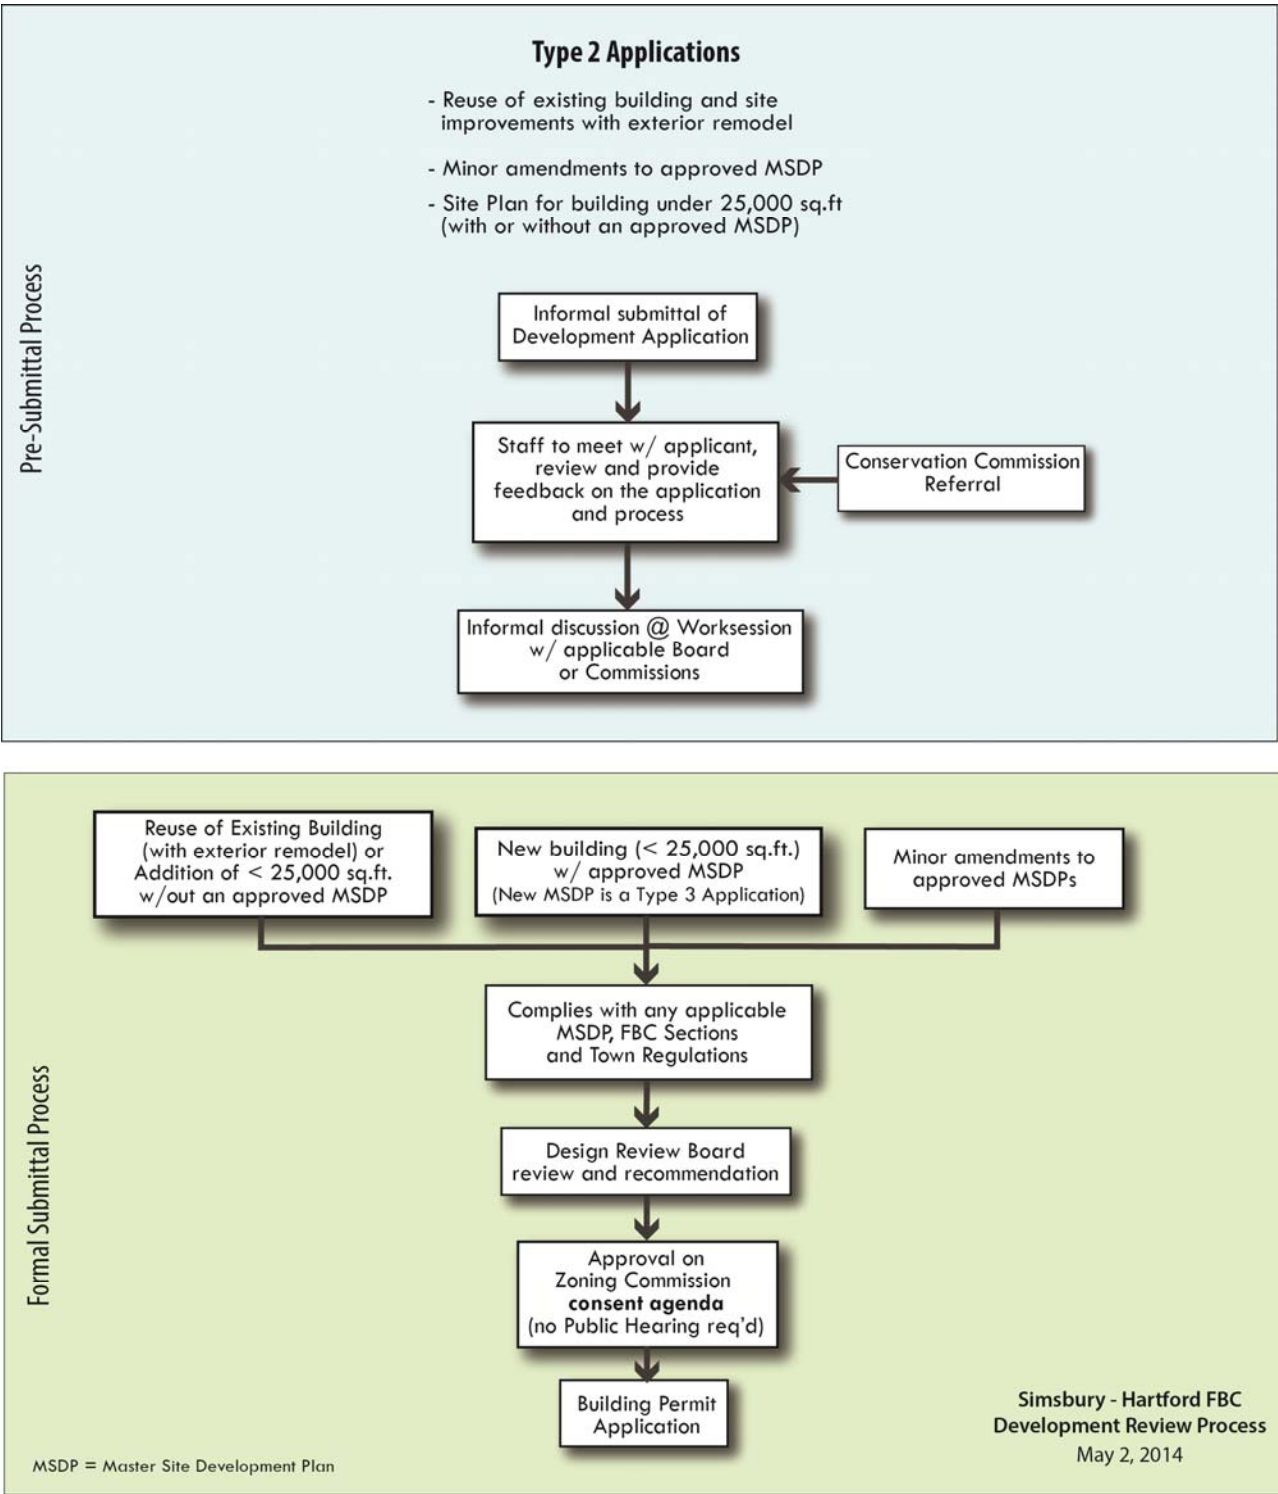 Type 2 Applications
- Reuse of existing building and site
improvements with exterior remodel
- Minor amendments to approved MSDP
- Site Plan for building under 25,000 sq.ft
(with or without an approved MSDP)
Pre-Submittal Process
Informal submittal of
Development Application
Staff to meet w/ applicant,
review and provide
feedback on the application
and process
Conservation Commission
Referral
Informal discussion @ Worksession
w/ applicable Board
or Commissions
Formal Submittal Process
Reuse of Existing Building
(with exterior remodel) or
Addition of < 25,000 sq.ft.
w/out an approved MSDP
New building (< 25,000 sq.ft.)
w/ approved MSDP
(New MSDP is a Type 3 Application)
Minor amendments to
approved MSDPs
Complies with any applicable
MSDP, FBC Sections
and Town Regulations
Design Review Board
review and recommendation
Approval on
Zoning Commission
consent agenda
(no Public Hearing req'd)
Building Permit
Application
MSDP = Master Site Development Plan
Simsbury - Hartford FBC
Development Review Process
May 2, 2014